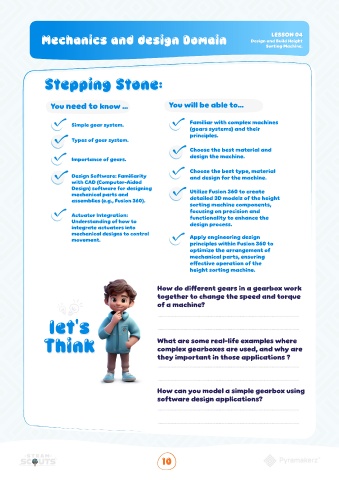 Mechanics and design Domain
LESSON 04
Design and Build Height
Sorting Machine.
Stepping Stone:
You need to know ...
Simple gear system.
Types of gear system.
Importance of gears.
Design Software: Familiarity
with CAD (Computer-Aided
Design) software for designing
mechanical parts and
assemblies (e.g., Fusion 360).
Actuator Integration:
Understanding of how to
integrate actuators into
mechanical designs to control
movement.
You will be able to...
Familiar with complex machines
(gears systems) and their
principles.
Choose the best material and
design the machine.
Choose the best type, material
and design for the machine.
Utilize Fusion 360 to create
detailed 3D models of the height
sorting machine components,
focusing on precision and
functionality to enhance the
design process.
Apply engineering design
principles within Fusion 360 to
optimize the arrangement of
mechanical parts, ensuring
effective operation of the
height sorting machine.
let's
Think
How do different gears in a gearbox work
together to change the speed and torque
of a machine?
What are some real-life examples where
complex gearboxes are used, and why are
they important in those applications ?
How can you model a simple gearbox using
software design applications?
STEAM
SCOUTS
10
Pyramakerz